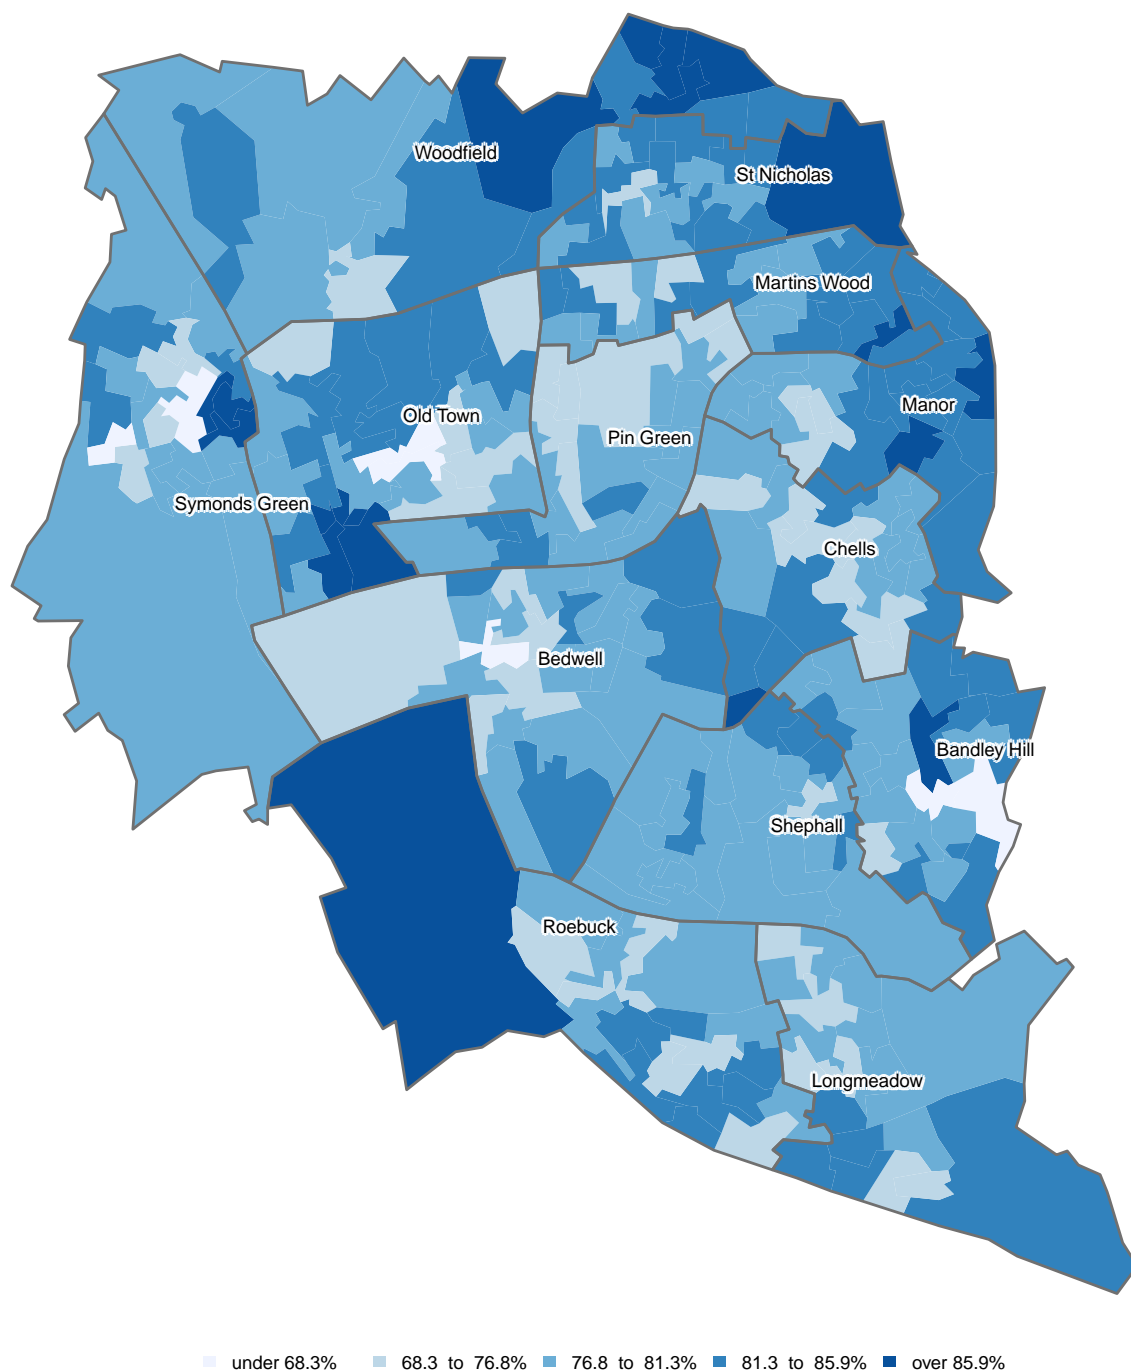 Woodfield
St Nicholas
Martins Wood
Manor
Old Town
Pin Green
Symonds Green
Chells
Bedwell
Bandley Hill
Shephall
Roebuck
Longmeadow
under 68.3% 68.3 to 76.8% 76.8 to 81.3% 81.3 to 85.9% over 85.9%